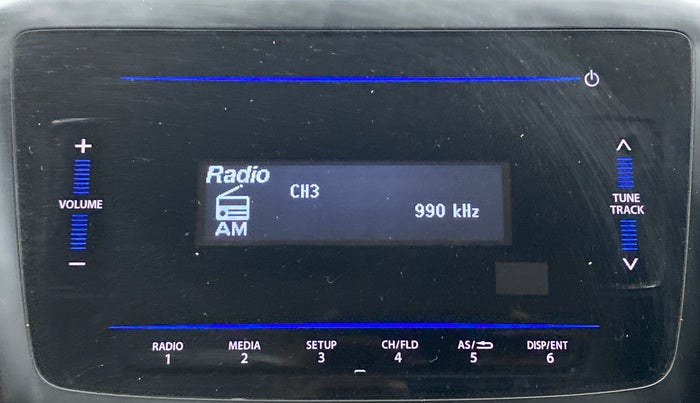 Radio
CH3
990 kHz
AM
+
VOLUME
−
TUNE
TRACK
RADIO MEDIA SETUP CH/FLD AS/ DISP/ENT
1 2 3 4 5 6